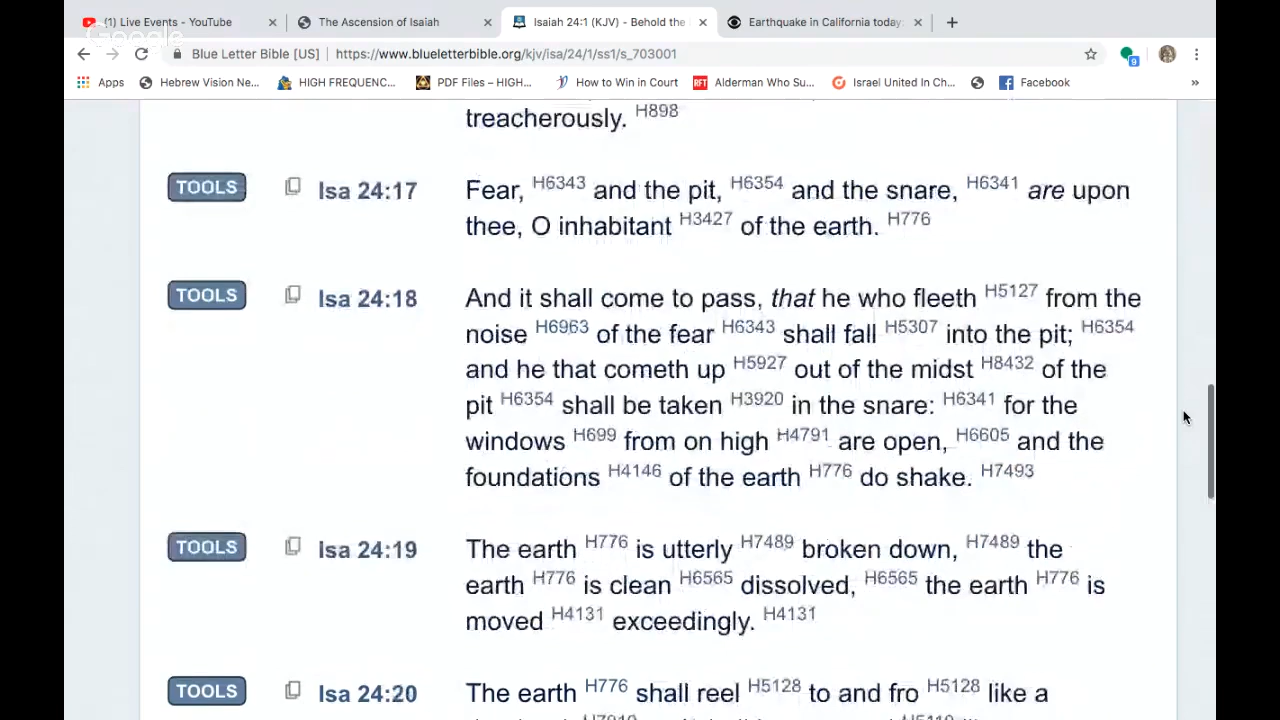 (1) Live Events - YouTube × The Ascension of Isaiah × Isaiah 24:1 (KJV) - Behold the × Earthquake in California today: × +
Google
Blue Letter Bible [US] | https://www.blueletterbible.org/kjv/isa/24/1/ss1/s_703001 9
Apps Hebrew Vision Ne... HIGH FREQUENC... PDF Files – HIGH... How to Win in Court RFT Alderman Who Su... Israel United In Ch... Facebook »
treacherously. H898
TOOLS Isa 24:17 Fear, H6343 and the pit, H6354 and the snare, H6341 are upon
thee, O inhabitant H3427 of the earth. H776
TOOLS Isa 24:18 And it shall come to pass, that he who fleeth H5127 from the
noise H6963 of the fear H6343 shall fall H5307 into the pit; H6354
and he that cometh up H5927 out of the midst H8432 of the
pit H6354 shall be taken H3920 in the snare: H6341 for the
windows H699 from on high H4791 are open, H6605 and the
foundations H4146 of the earth H776 do shake. H7493
TOOLS Isa 24:19 The earth H776 is utterly H7489 broken down, H7489 the
earth H776 is clean H6565 dissolved, H6565 the earth H776 is
moved H4131 exceedingly. H4131
TOOLS Isa 24:20 The earth H776 shall reel H5128 to and fro H5128 like a